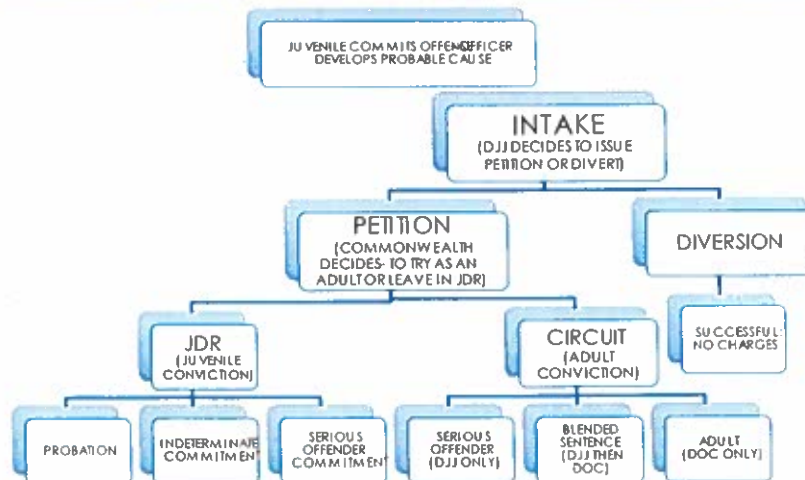 JUVENILE COMMITS OFFENSE OFFICER
DEVELOPS PROBABLE CAUSE
INTAKE
(DJJ DECIDES TO ISSUE
PETITION OR DIVERT)
PETITION
(COMMONWEALTH
DECIDES- TO TRY AS AN
ADULT OR LEAVE IN JDR)
DIVERSION
JDR
(JUVENILE
CONVICTION)
CIRCUIT
(ADULT
CONVICTION)
SUCCESSFUL:
NO CHARGES
PROBATION
INDETERMINATE
COMMITMENT
SERIOUS
OFFENDER
COMMITMENT
SERIOUS
OFFENDER
(DJJ ONLY)
BLENDED
SENTENCE
(DJJ THEN
DOC)
ADULT
(DOC ONLY)